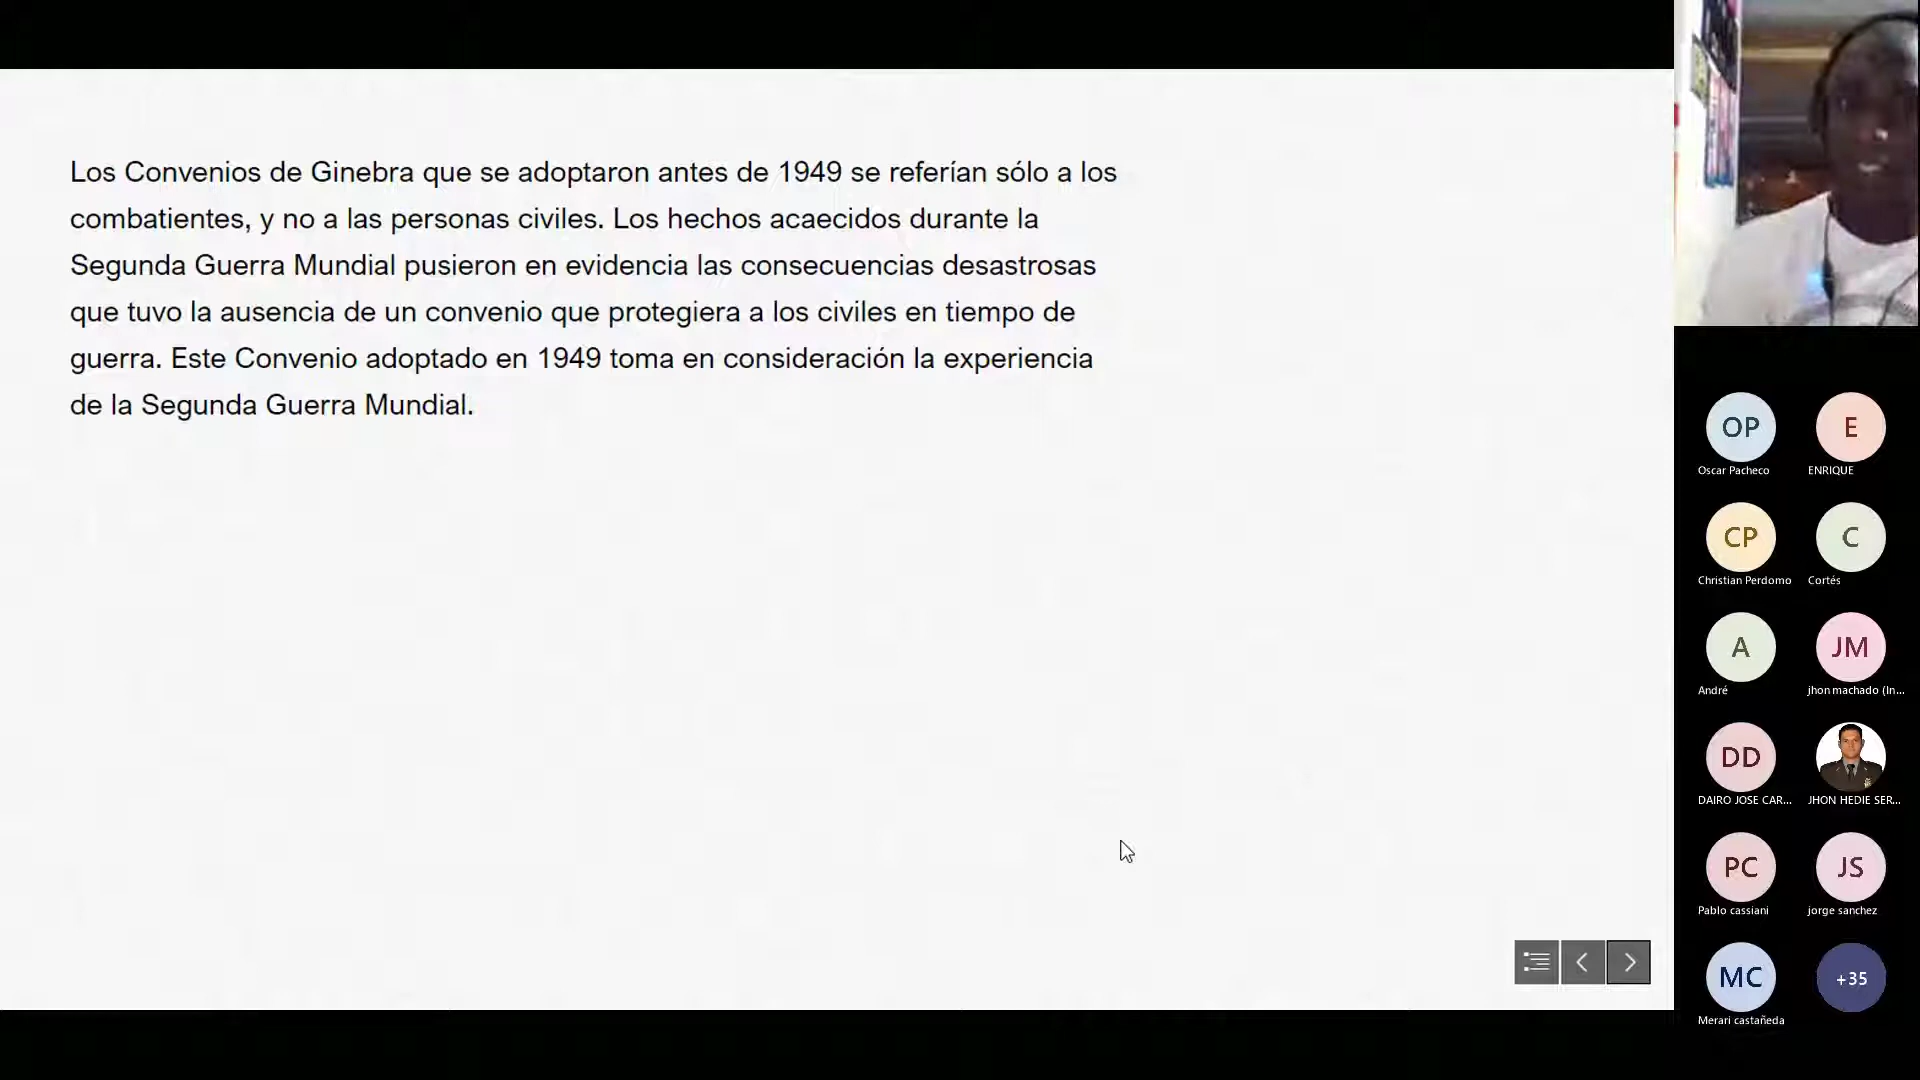 Los Convenios de Ginebra que se adoptaron antes de 1949 se referían sólo a los
combatientes, y no a las personas civiles. Los hechos acaecidos durante la
Segunda Guerra Mundial pusieron en evidencia las consecuencias desastrosas
que tuvo la ausencia de un convenio que protegiera a los civiles en tiempo de
guerra. Este Convenio adoptado en 1949 toma en consideración la experiencia
de la Segunda Guerra Mundial.
OP
Oscar Pacheco
E
ENRIQUE
CP
Christian Perdomo
C
Cortés
A
André
JM
jhon machado (In...
DD
DAIRO JOSE CAR...
JHON HEDIE SER...
PC
Pablo cassiani
JS
jorge sanchez
MC
Merari castañeda
+35